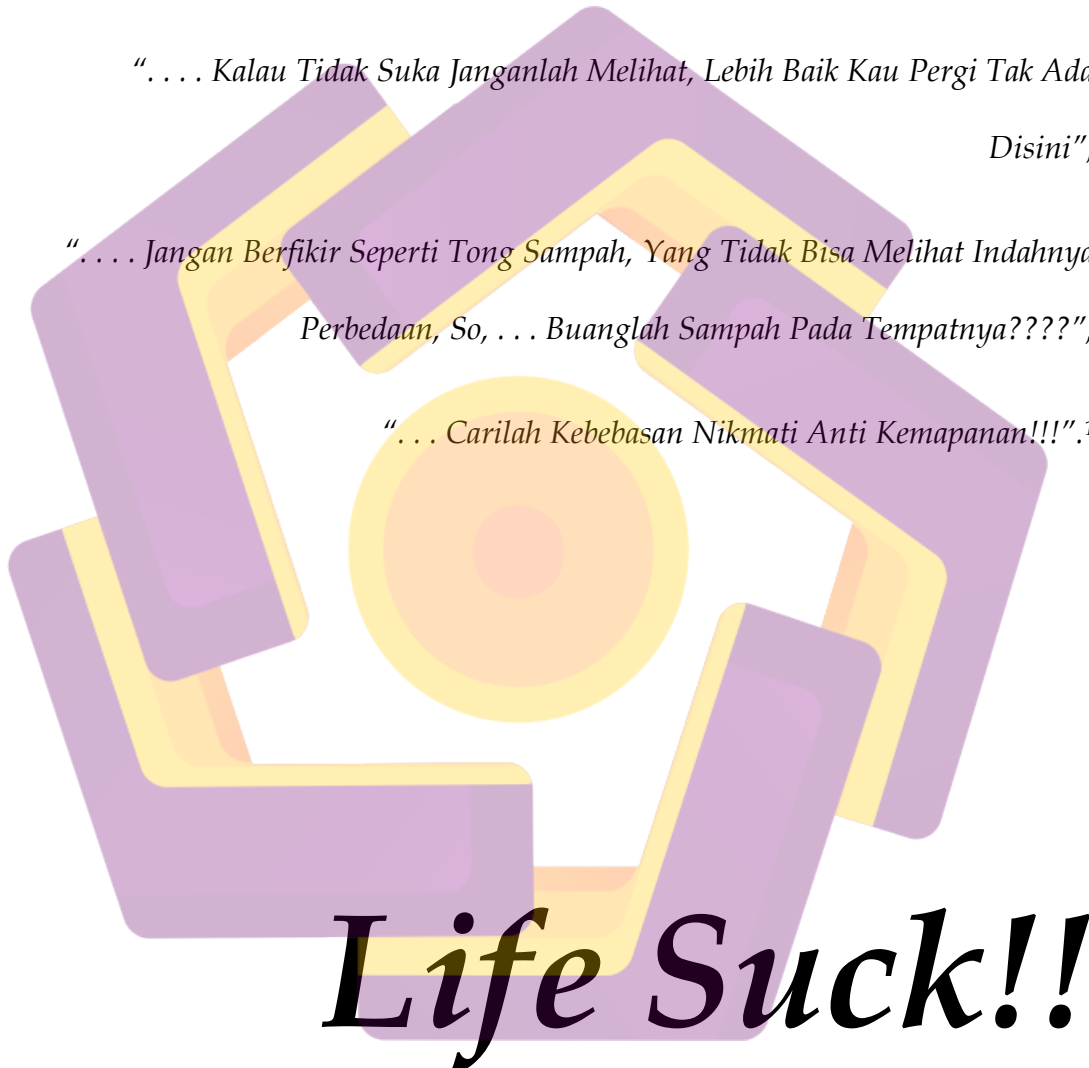 “. . . . Kalau Tidak Suka Janganlah Melihat, Lebih Baik Kau Pergi Tak Ada
Disini”,
“. . . . Jangan Berfikir Seperti Tong Sampah, Yang Tidak Bisa Melihat Indahnya
Perbedaan, So, . . . Buanglah Sampah Pada Tempatnya????”,
“. . . Carilah Kebebasan Nikmati Anti Kemapanan!!!”.
Life Suck!!